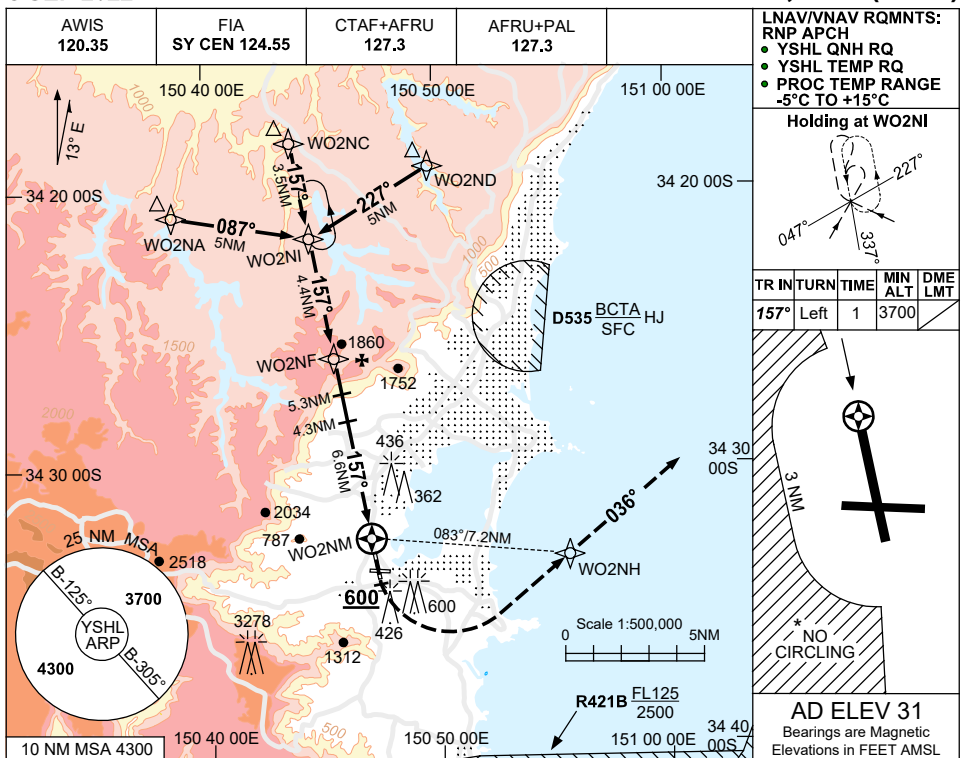 AWIS
120.35
FIA
SY CEN 124.55
CTAF+AFRU
127.3
AFRU+PAL
127.3
LNAV/VNAV RQMNTS:
RNP APCH
• YSHL QNH RQ
• YSHL TEMP RQ
• PROC TEMP RANGE
-5°C TO +15°C
150 40 00E
150 50 00E
151 00 00E
13° E
1000
WO2NC
157°
3.5NM
WO2ND
227°
5NM
34 20 00S
34 20 00S
087°
5NM
WO2NA
WO2NI
1000
500
157°
4.4NM
D535 BCTA HJ
SFC
1500
1860
WO2NF
1752
5.3NM
4.3NM
2000
157°
6.6NM
436
362
34 30
00S
34 30 00S
2034
036°
787
WO2NM
083°/7.2NM
WO2NH
25 NM MSA
2518
B-125°
3700
YSHL
ARP
4300
B-305°
600
600
426
3278
1312
Scale 1:500,000
0
5NM
R421B FL125
2500
500
34 40
00S
10 NM MSA 4300
150 40 00E
150 50 00E
151 00 00E
Holding at WO2NI
227°
047°
337°
TR IN TURN TIME MIN ALT DME LMT
157° Left 1 3700
3 NM
*NO
CIRCLING
AD ELEV 31
Bearings are Magnetic
Elevations in FEET AMSL